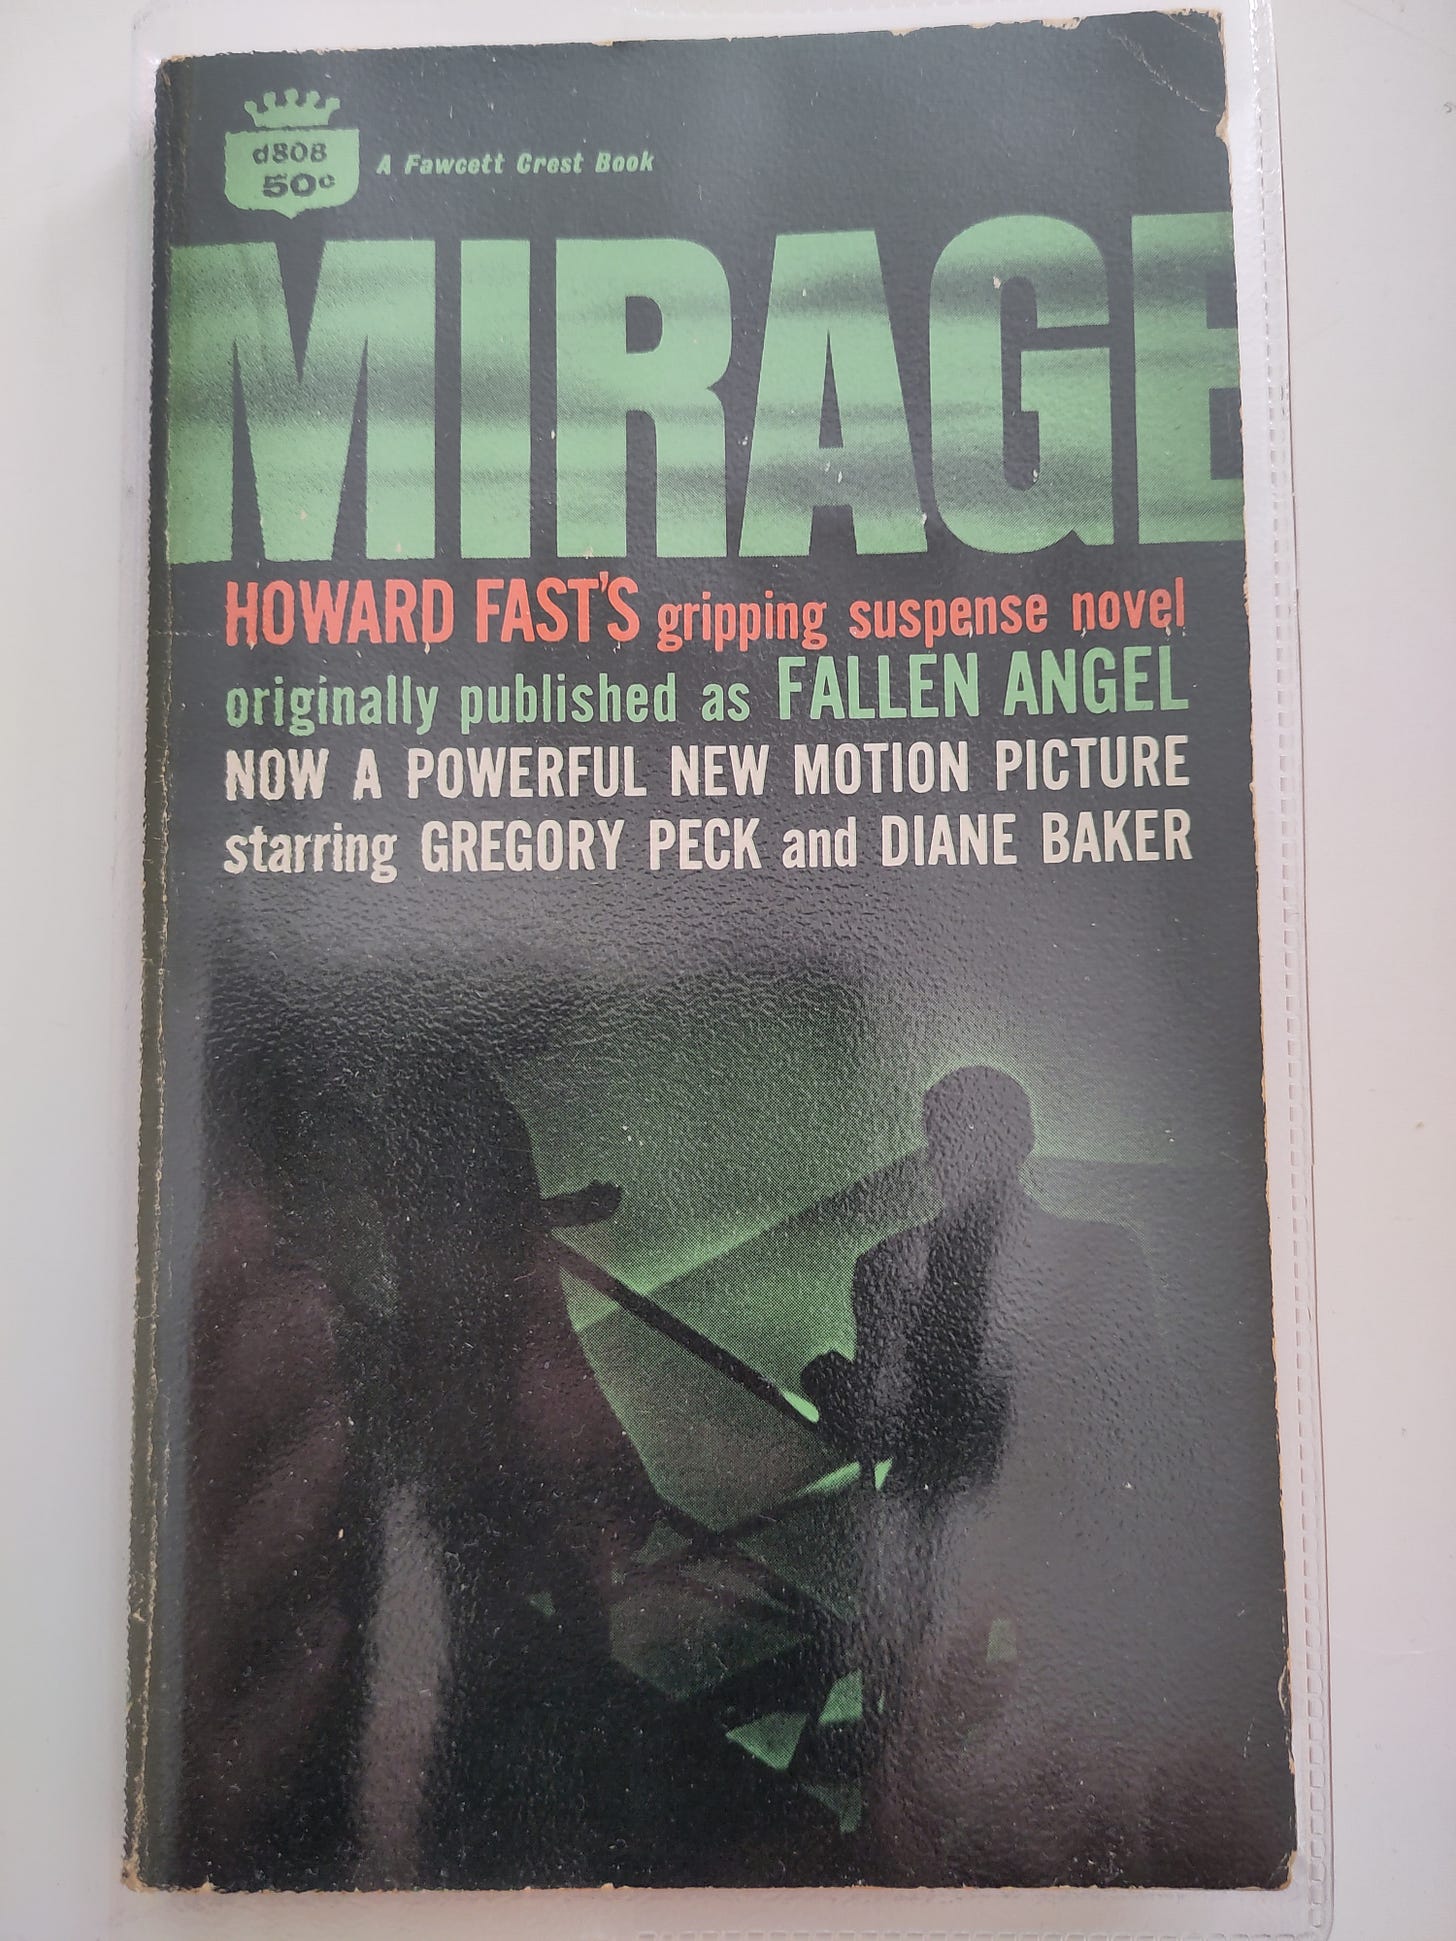 d808
50c
A Fawcett Crest Book
MIRAGE
HOWARD FAST'S gripping suspense novel
originally published as FALLEN ANGEL
NOW A POWERFUL NEW MOTION PICTURE
starring GREGORY PECK and DIANE BAKER